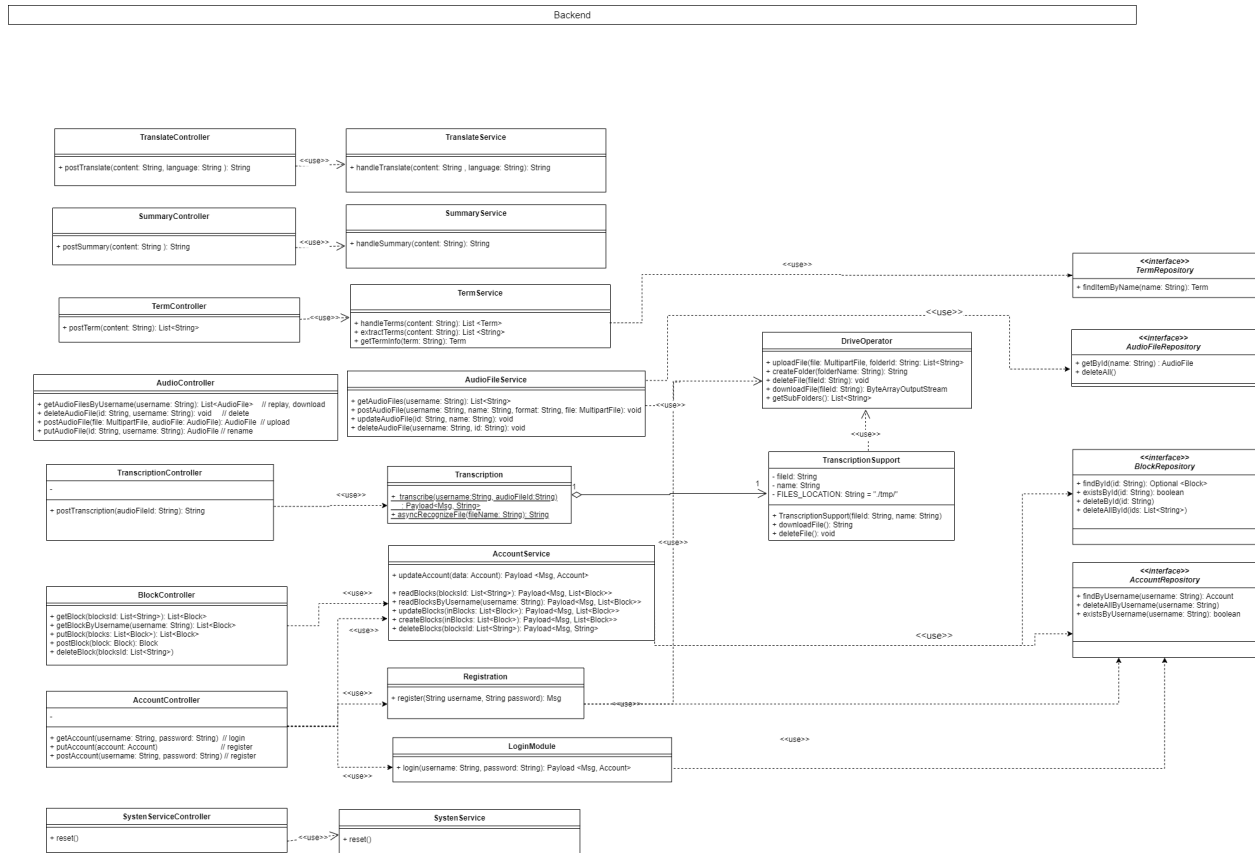 Backend
TranslateController
+ postTranslate(content: String, language: String ): String
<<use>>
TranslateService
+ handleTranslate(content: String , language: String): String
SummaryController
+ postSummary(content: String ): String
<<use>>
SummaryService
+ handleSummary(content: String): String
TermController
+ postTerm(content: String): List<String>
<<use>>
TermService
+ handleTerms(content: String): List <Term>
+ extractTerms(content: String): List <String>
+ getTermInfo(term: String): Term
<<use>>
<<interface>>
TermRepository
+ findItemByName(name: String): Term
AudioController
+ getAudioFilesByUsername(username: String): List<AudioFile> // replay, download
+ deleteAudioFile(id: String, username: String): void // delete
+ postAudioFile(file: MultipartFile, audioFile: AudioFile): AudioFile // upload
+ putAudioFile(id: String, username: String): AudioFile // rename
AudioFileService
+ getAudioFiles(username: String): List<String>
+ postAudioFile(username: String, name: String, format: String, file: MultipartFile): void
+ updateAudioFile(id: String, name: String): void
+ deleteAudioFile(username: String, id: String): void
<<use>>
<<use>>
DriveOperator
+ uploadFile(file: MultipartFile, folderId: String: List<String>)
+ createFolder(folderName: String): String
+ deleteFile(fileId: String): void
+ downloadFile(fileId: String): ByteArrayOutputStream
+ getSubFolders(): List<String>
<<interface>>
AudioFileRepository
+ getById(name: String) : AudioFile
+ deleteAll()
<<use>>
TranscriptionController
-
+ postTranscription(audioFileId: String): String
<<use>>
Transcription
+ transcribe(username:String, audioFileId:String)
: Payload<Msg, String>
+ asyncRecognizeFile(fileName: String): String
1
1
TranscriptionSupport
- fileId: String
- name: String
- FILES_LOCATION: String = "./tmp/"
+ TranscriptionSupport(fileId: String, name: String)
+ downloadFile(): String
+ deleteFile(): void
<<interface>>
BlockRepository
+ findById(id: String): Optional <Block>
+ existsById(id: String): boolean
+ deleteById(id: String)
+ deleteAllById(ids: List<String>)
<<use>>
AccountService
+ updateAccount(data: Account): Payload <Msg, Account>
+ readBlocks(blocksId: List<String>): Payload<Msg, List<Block>>
+ readBlocksByUsername(username: String): Payload<Msg, List<Block>>
+ updateBlocks(inBlocks: List<Block>): Payload<Msg, List<Block>>
+ createBlocks(inBlocks: List<Block>): Payload<Msg, List<Block>>
+ deleteBlocks(blocksId: List<String>): Payload<Msg, String>
<<interface>>
AccountRepository
+ findByUsername(username: String): Account
+ deleteAllByUsername(username: String)
+ existsByUsername(username: String): boolean
BlockController
+ getBlock(blocksId: List<String>): List<Block>
+ getBlockByUsername(username: String): List<Block>
+ putBlock(blocks: List<Block>): List<Block>
+ postBlock(block: Block): Block
+ deleteBlock(blocksId: List<String>)
<<use>>
<<use>>
<<use>>
Registration
+ register(String username, String password): Msg
<<use>>
<<use>>
AccountController
-
+ getAccount(username: String, password: String) // login
+ putAccount(account: Account) // register
+ postAccount(username: String, password: String) // register
LoginModule
+ login(username: String, password: String): Payload <Msg, Account>
<<use>>
<<use>>
SystenServiceController
+ reset()
<<use>>
SystenService
+ reset()